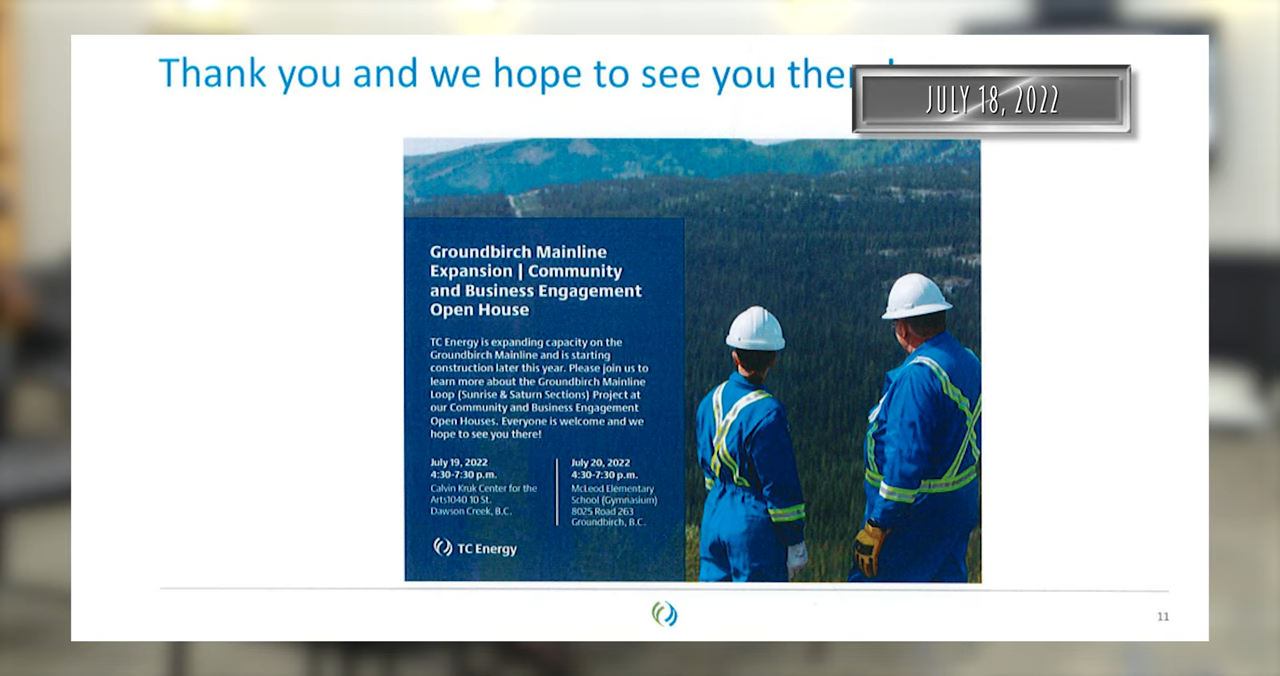 Thank you and we hope to see you ther
JULY 18, 2022
Groundbirch Mainline
Expansion | Community
and Business Engagement
Open House
TC Energy is expanding capacity on the
Groundbirch Mainline and is starting
construction later this year. Please join us to
learn more about the Groundbirch Mainline
Loop (Sunrise & Saturn Sections) Project at
our Community and Business Engagement
Open Houses. Everyone is welcome and we
hope to see you there!
July 19, 2022
4:30-7:30 p.m.
Calvin Kruk Center for the
Arts1040 10 St.
Dawson Creek, B.C.
July 20, 2022
4:30-7:30 p.m.
McLeod Elementary
School (Gymnasium)
8025 Road 263
Groundbirch, B.C.
TC Energy
11